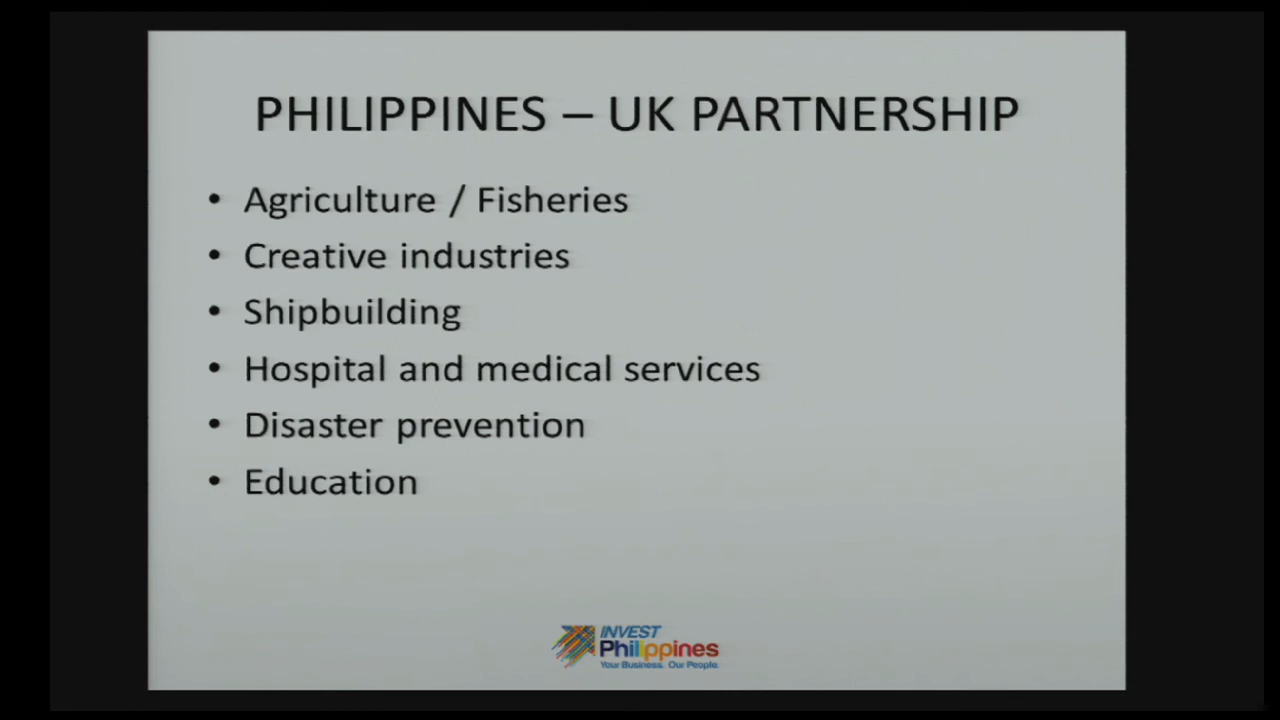 PHILIPPINES – UK PARTNERSHIP
• Agriculture / Fisheries
• Creative industries
• Shipbuilding
• Hospital and medical services
• Disaster prevention
• Education
INVEST
Philippines
Your Business. Our People.